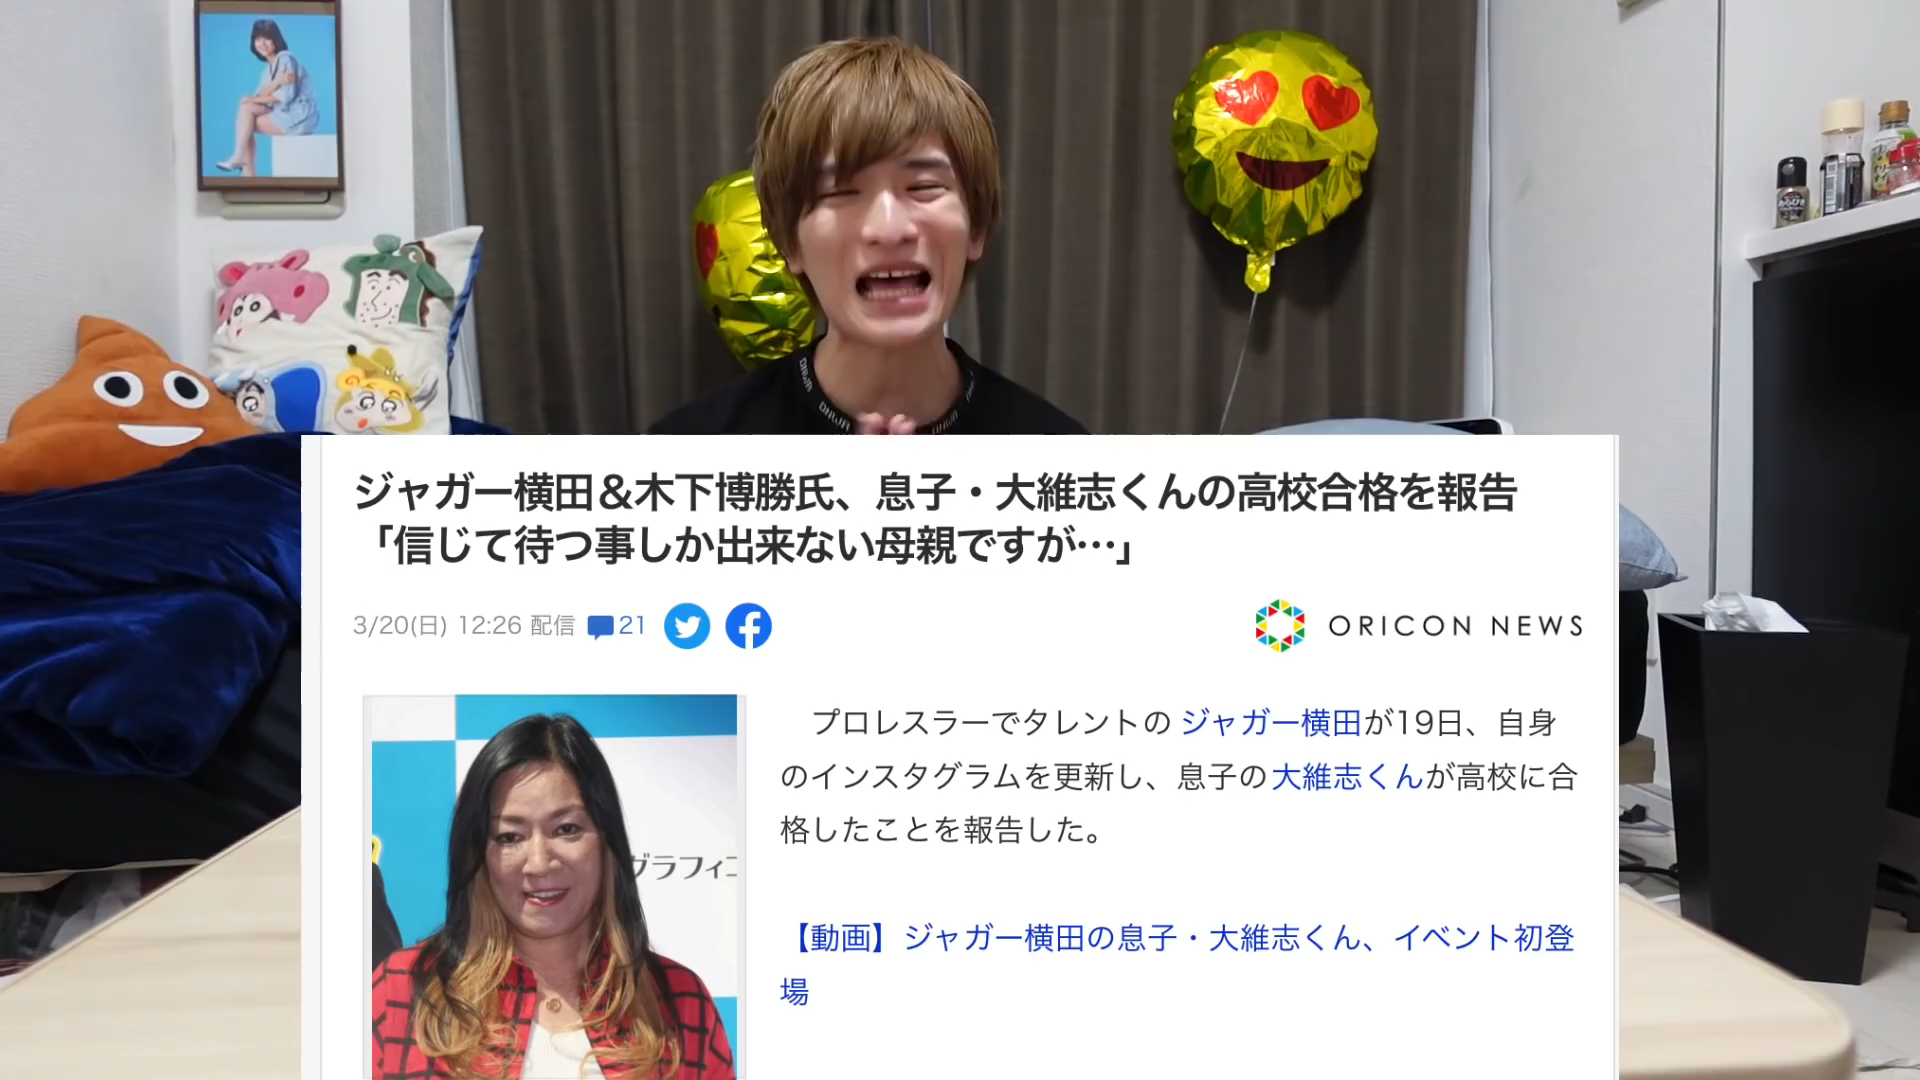 DNWA
DNWA
ジャガー横田&木下博勝氏、息子・大維志くんの高校合格を報告
「信じて待つ事しか出来ない母親ですが…」
3/20(日) 12:26 配信 21
ORICON NEWS
プロレスラーでタレントの ジャガー横田が19日、自身
のインスタグラムを更新し、息子の大維志くんが高校に合
格したことを報告した。
グラフィコ
【動画】ジャガー横田の息子・大維志くん、イベント初登
場